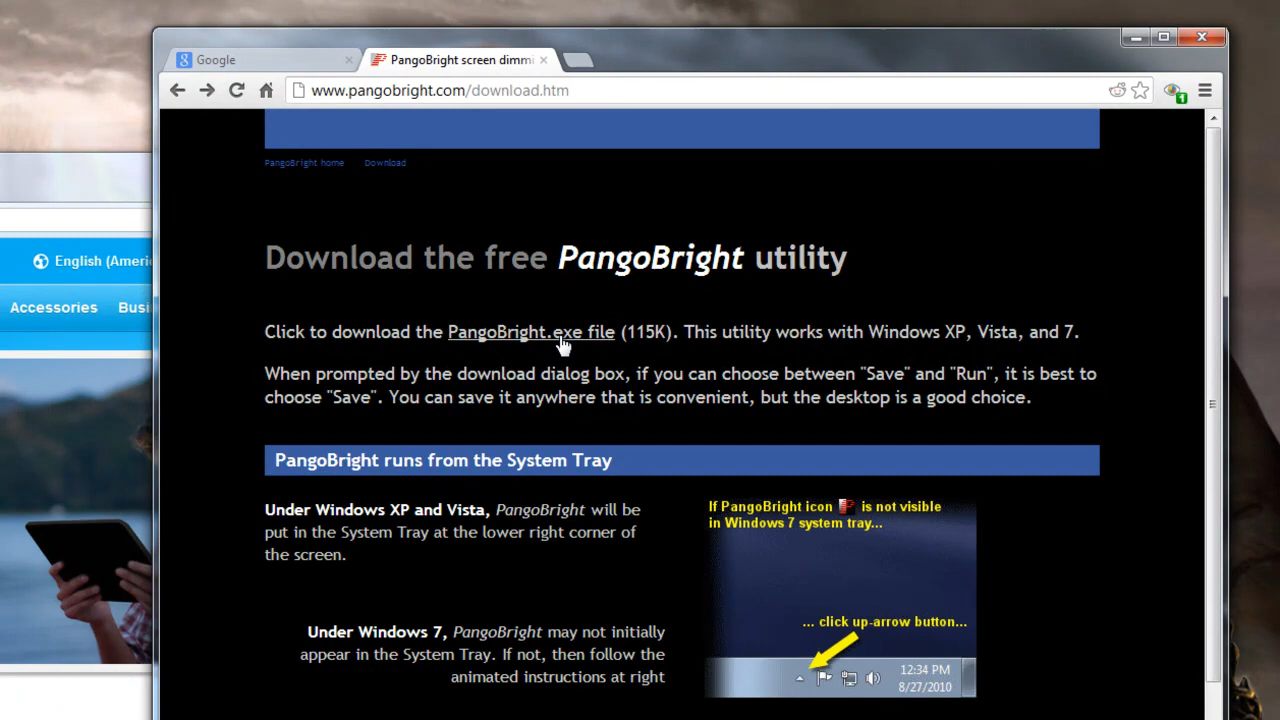 Google
PangoBright screen dimmi
www.pangobright.com/download.htm
1
PangoBright home Download
English (Ameri
Accessories Busi
Download the free PangoBright utility
Click to download the PangoBright.exe file (115K). This utility works with Windows XP, Vista, and 7.
When prompted by the download dialog box, if you can choose between "Save" and "Run", it is best to
choose "Save". You can save it anywhere that is convenient, but the desktop is a good choice.
PangoBright runs from the System Tray
Under Windows XP and Vista, PangoBright will be
put in the System Tray at the lower right corner of
the screen.
If PangoBright icon is not visible
in Windows 7 system tray...
... click up-arrow button...
Under Windows 7, PangoBright may not initially
appear in the System Tray. If not, then follow the
animated instructions at right
12:34 PM
8/27/2010